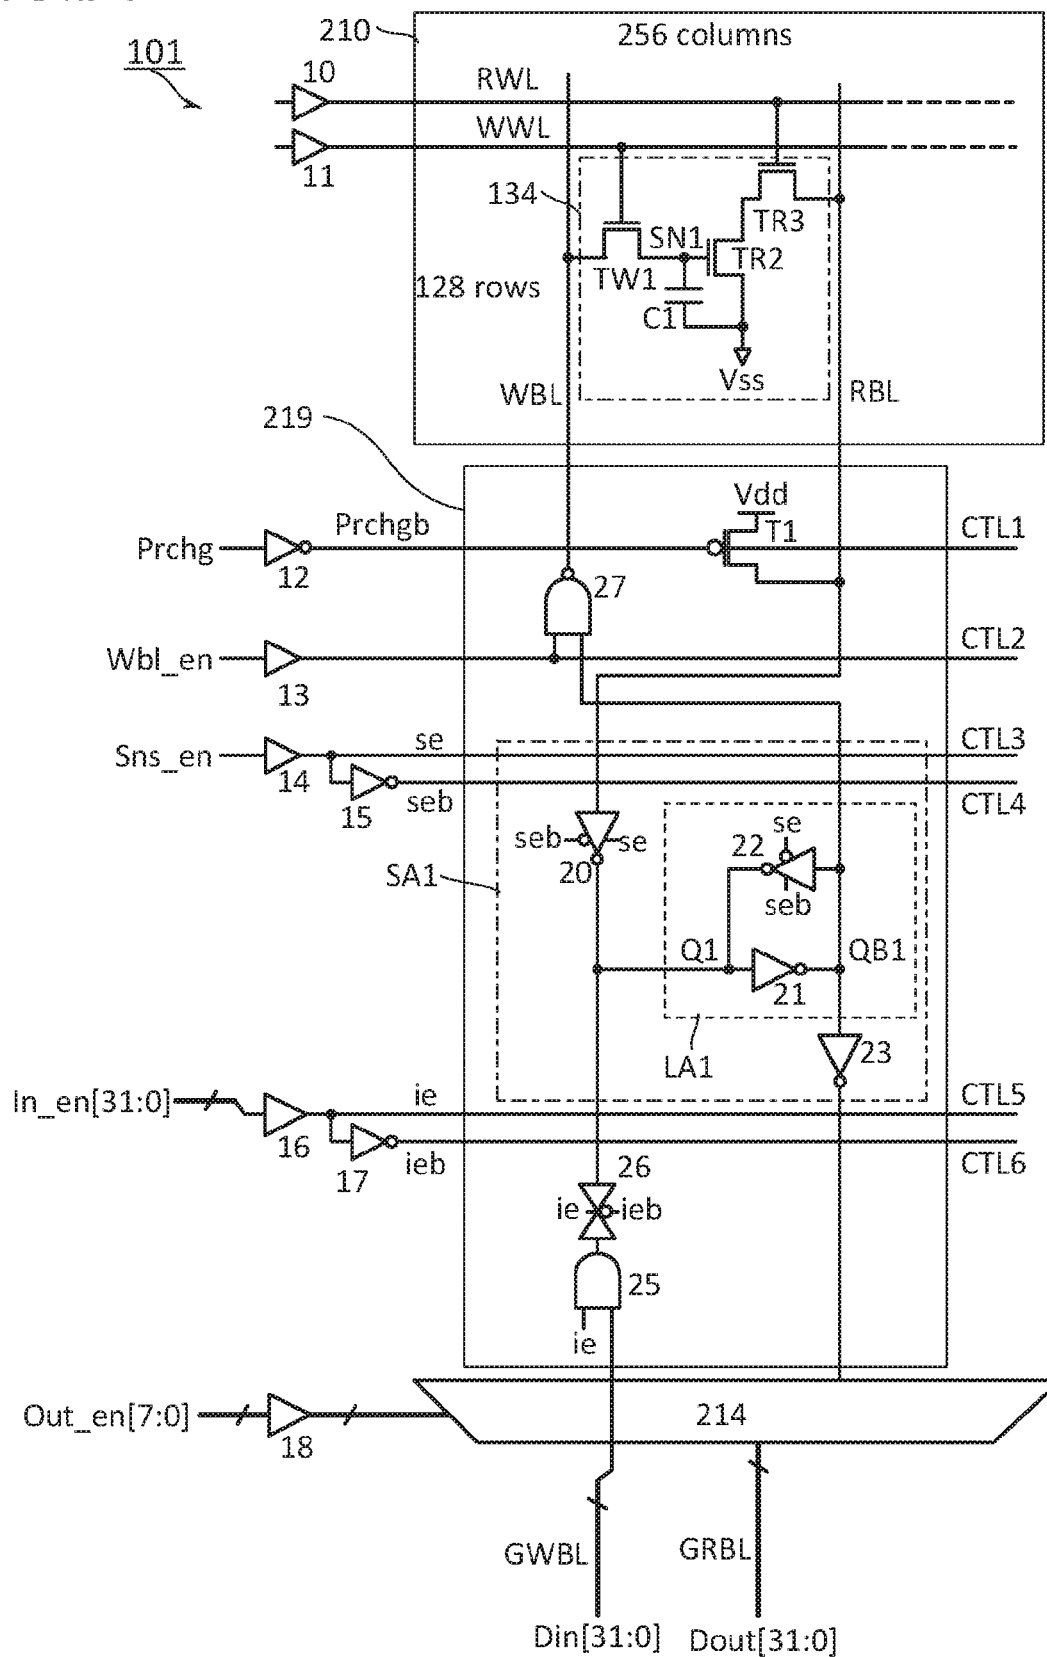 210
256 columns
101
10
RWL
WWL
11
134
SN1
TR3
TR2
TW1
128 rows
C1
Vss
WBL
RBL
219
Vdd
Prchgb
T1
CTL1
Prchg
12
27
CTL2
Wbl_en
13
se
CTL3
Sns_en
14
15
seb
CTL4
seb
se
20
se
22
seb
SA1
Q1
QB1
21
LA1
23
In_en[31:0]
ie
CTL5
16
17
ieb
CTL6
26
ie
ieb
25
ie
Out_en[7:0]
18
214
GWBL
GRBL
Din[31:0]
Dout[31:0]